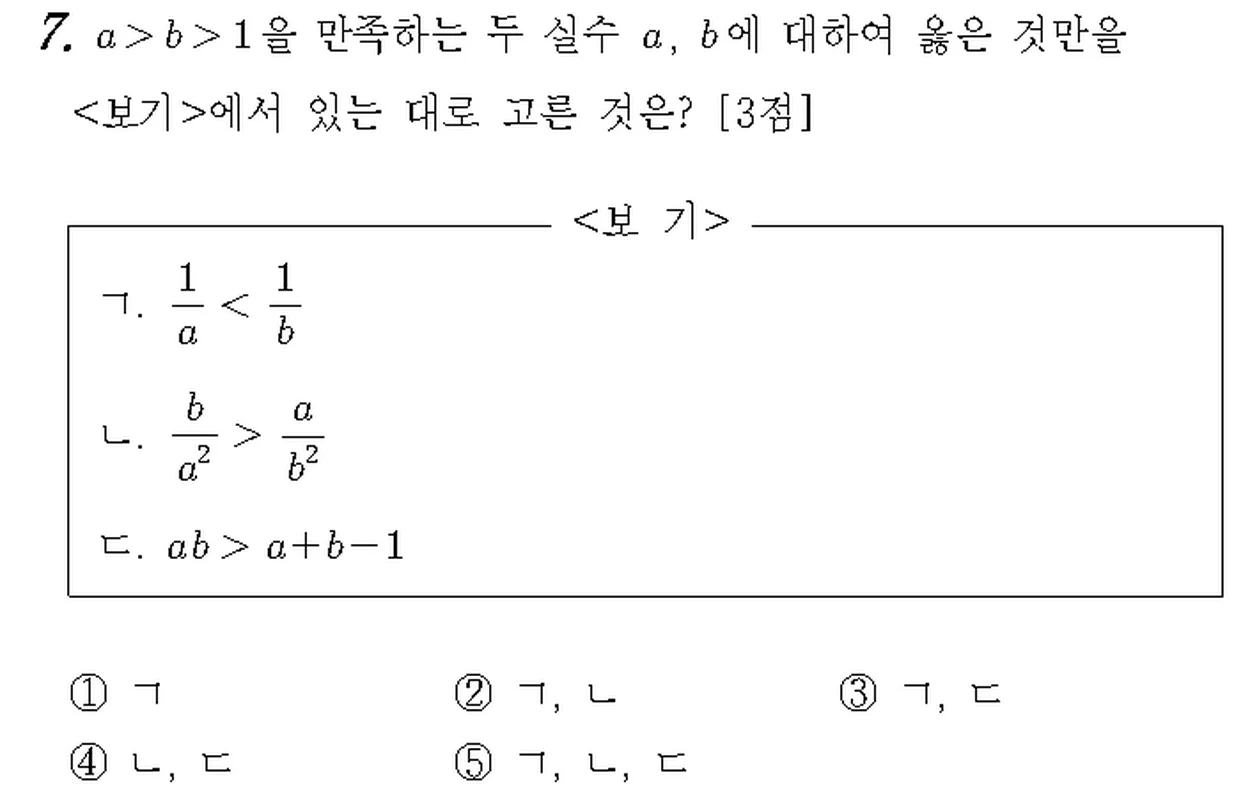 7. a>b>1을 만족하는 두 실수 a, b에 대하여 옳은 것만을
<보기>에서 있는 대로 고른 것은? [3점]
<보 기>
ㄱ. 1/a < 1/b
ㄴ. b/a² > a/b²
ㄷ. ab > a+b-1
① ㄱ ② ㄱ, ㄴ ③ ㄱ, ㄷ
④ ㄴ, ㄷ ⑤ ㄱ, ㄴ, ㄷ